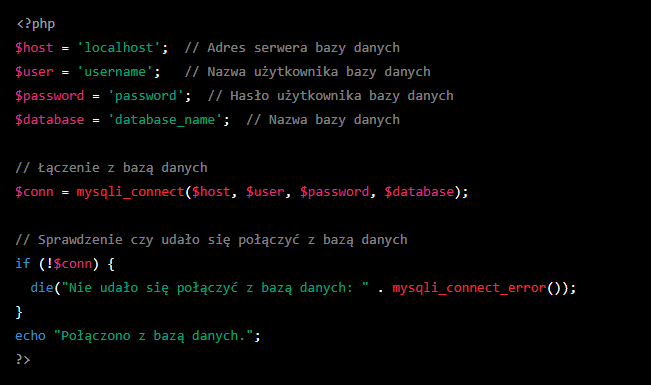 <?php
$host = 'localhost';  // Adres serwera bazy danych
$user = 'username';   // Nazwa użytkownika bazy danych
$password = 'password';  // Hasło użytkownika bazy danych
$database = 'database_name';  // Nazwa bazy danych

// Łączenie z bazą danych
$conn = mysqli_connect($host, $user, $password, $database);

// Sprawdzenie czy udało się połączyć z bazą danych
if (!$conn) {
  die("Nie udało się połączyć z bazą danych: " . mysqli_connect_error());
}
echo "Połączono z bazą danych.";
?>